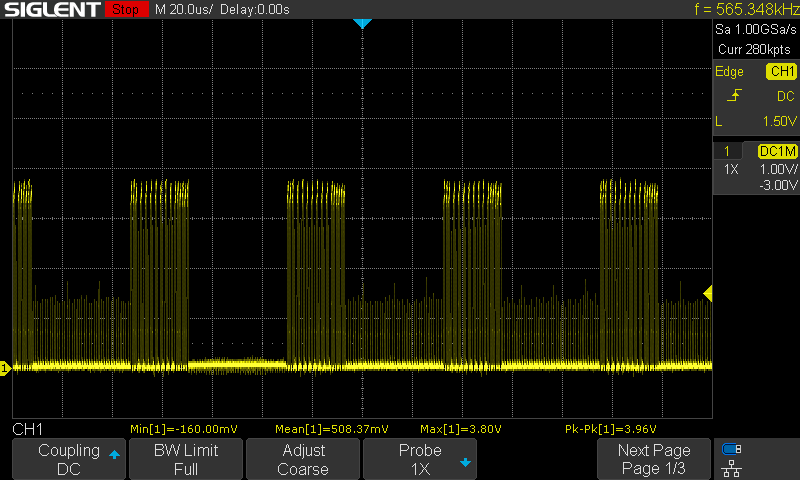 SIGLENT Stop M 20.0us/ Delay:0.00s f = 565.348kHz
Sa 1.00GSa/s
Curr 280kpts
Edge CH1
DC
L 1.50V
1 DC1M
1X 1.00V/
-3.00V
1
CH1 Min[1]=-160.00mV Mean[1]=508.37mV Max[1]=3.80V Pk-Pk[1]=3.96V
Coupling BW Limit Adjust Probe Next Page
DC Full Coarse 1X Page 1/3